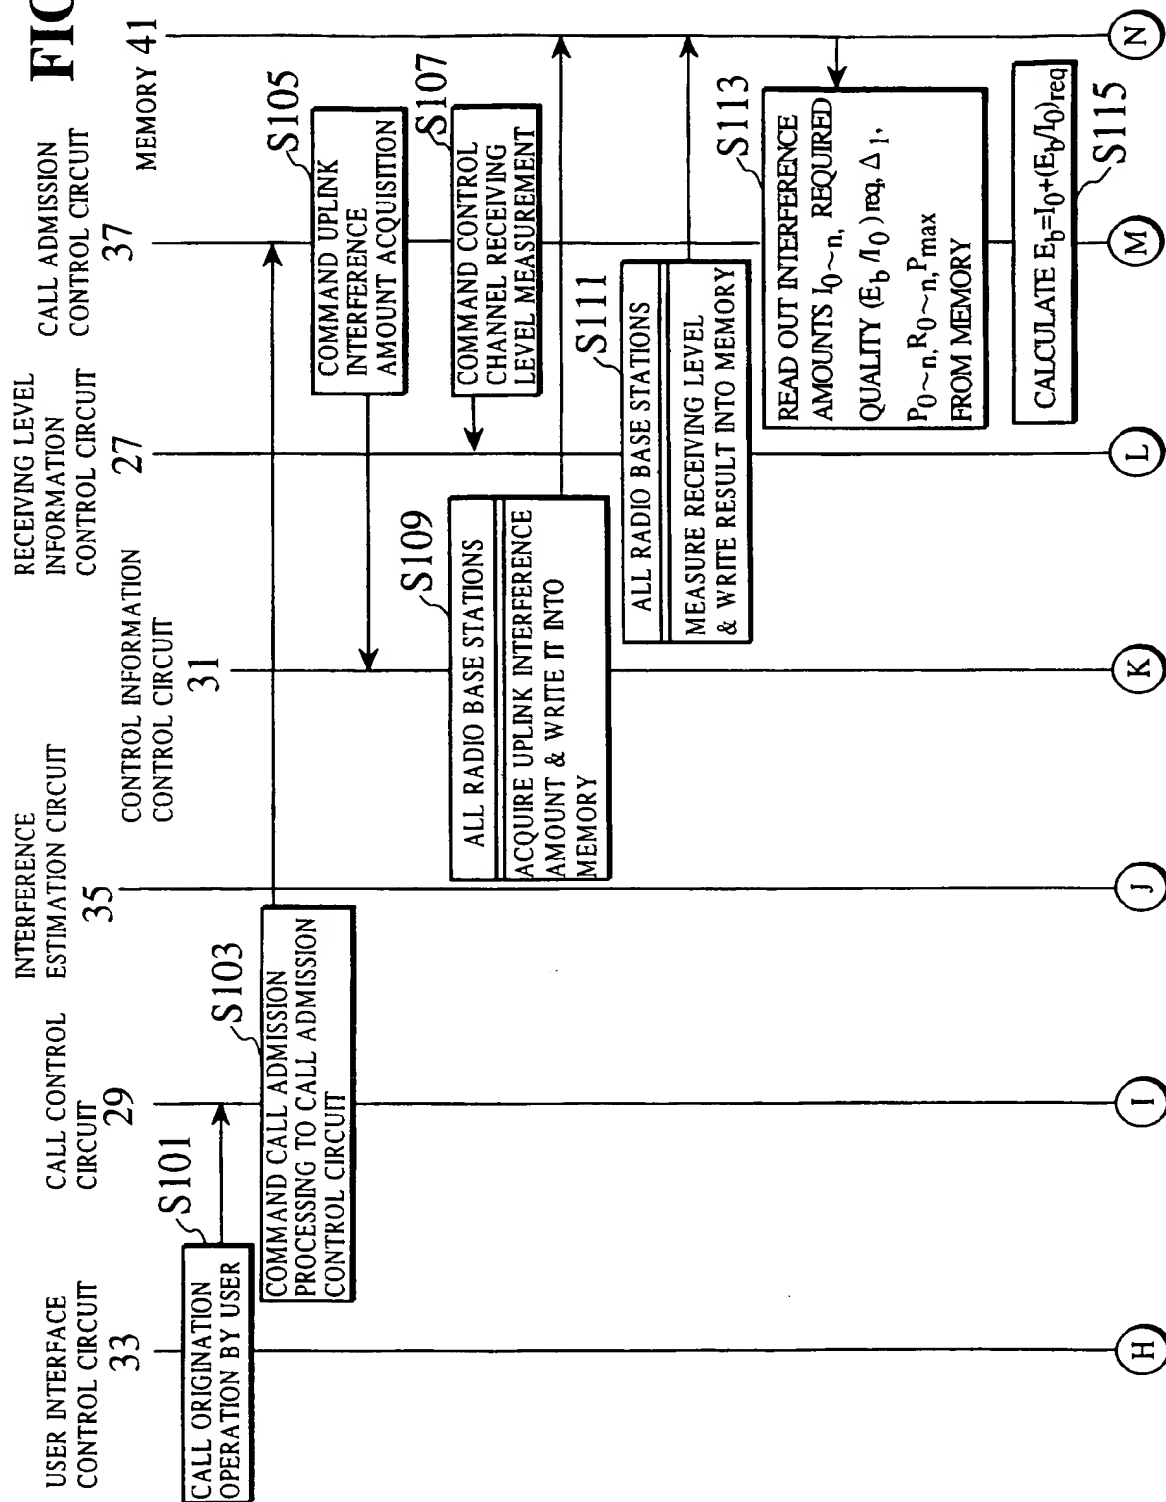 FIG
USER INTERFACE
CONTROL CIRCUIT
33
CALL CONTROL
CIRCUIT
29
INTERFERENCE
ESTIMATION CIRCUIT
35
CONTROL INFORMATION
CONTROL CIRCUIT
31
RECEIVING LEVEL
INFORMATION
CONTROL CIRCUIT
27
CALL ADMISSION
CONTROL CIRCUIT
37
MEMORY 41
S101
CALL ORIGINATION
OPERATION BY USER
S103
COMMAND CALL ADMISSION
PROCESSING TO CALL ADMISSION
CONTROL CIRCUIT
S105
COMMAND UPLINK
INTERFERENCE
AMOUNT ACQUISITION
S107
COMMAND CONTROL
CHANNEL RECEIVING
LEVEL MEASUREMENT
S109
ALL RADIO BASE STATIONS
ACQUIRE UPLINK INTERFERENCE
AMOUNT & WRITE IT INTO
MEMORY
S111
ALL RADIO BASE STATIONS
MEASURE RECEIVING LEVEL
& WRITE RESULT INTO MEMORY
S113
READ OUT INTERFERENCE
AMOUNTS I0~n, REQUIRED
QUALITY (Eb/I0)req, Δ1,
P0~n, R0~n, Pmax
FROM MEMORY
CALCULATE Eb=I0+(Eb/I0)req
S115
H
I
J
K
L
M
N